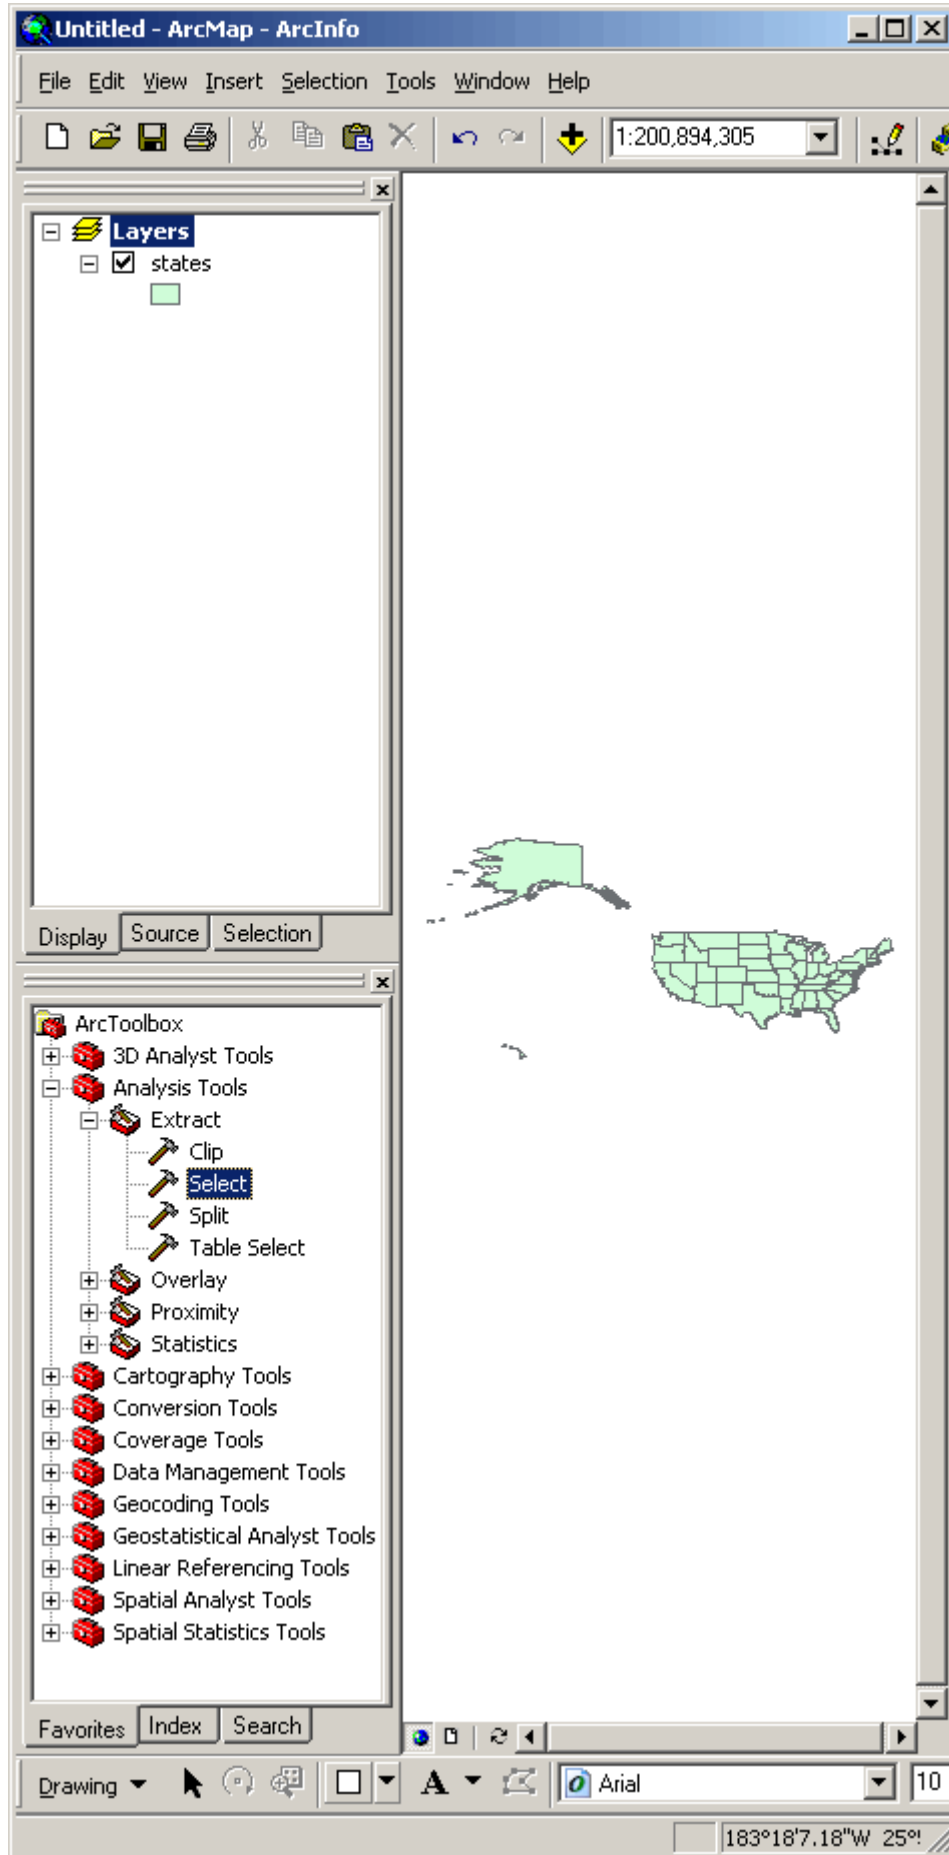 Untitled - ArcMap - ArcInfo
File Edit View Insert Selection Tools Window Help
1:200,894,305
Layers
states
Display Source Selection
ArcToolbox
3D Analyst Tools
Analysis Tools
Extract
Clip
Select
Split
Table Select
Overlay
Proximity
Statistics
Cartography Tools
Conversion Tools
Coverage Tools
Data Management Tools
Geocoding Tools
Geostatistical Analyst Tools
Linear Referencing Tools
Spatial Analyst Tools
Spatial Statistics Tools
Favorites Index Search
Drawing A Arial 10
183°18'7.18"W 25°